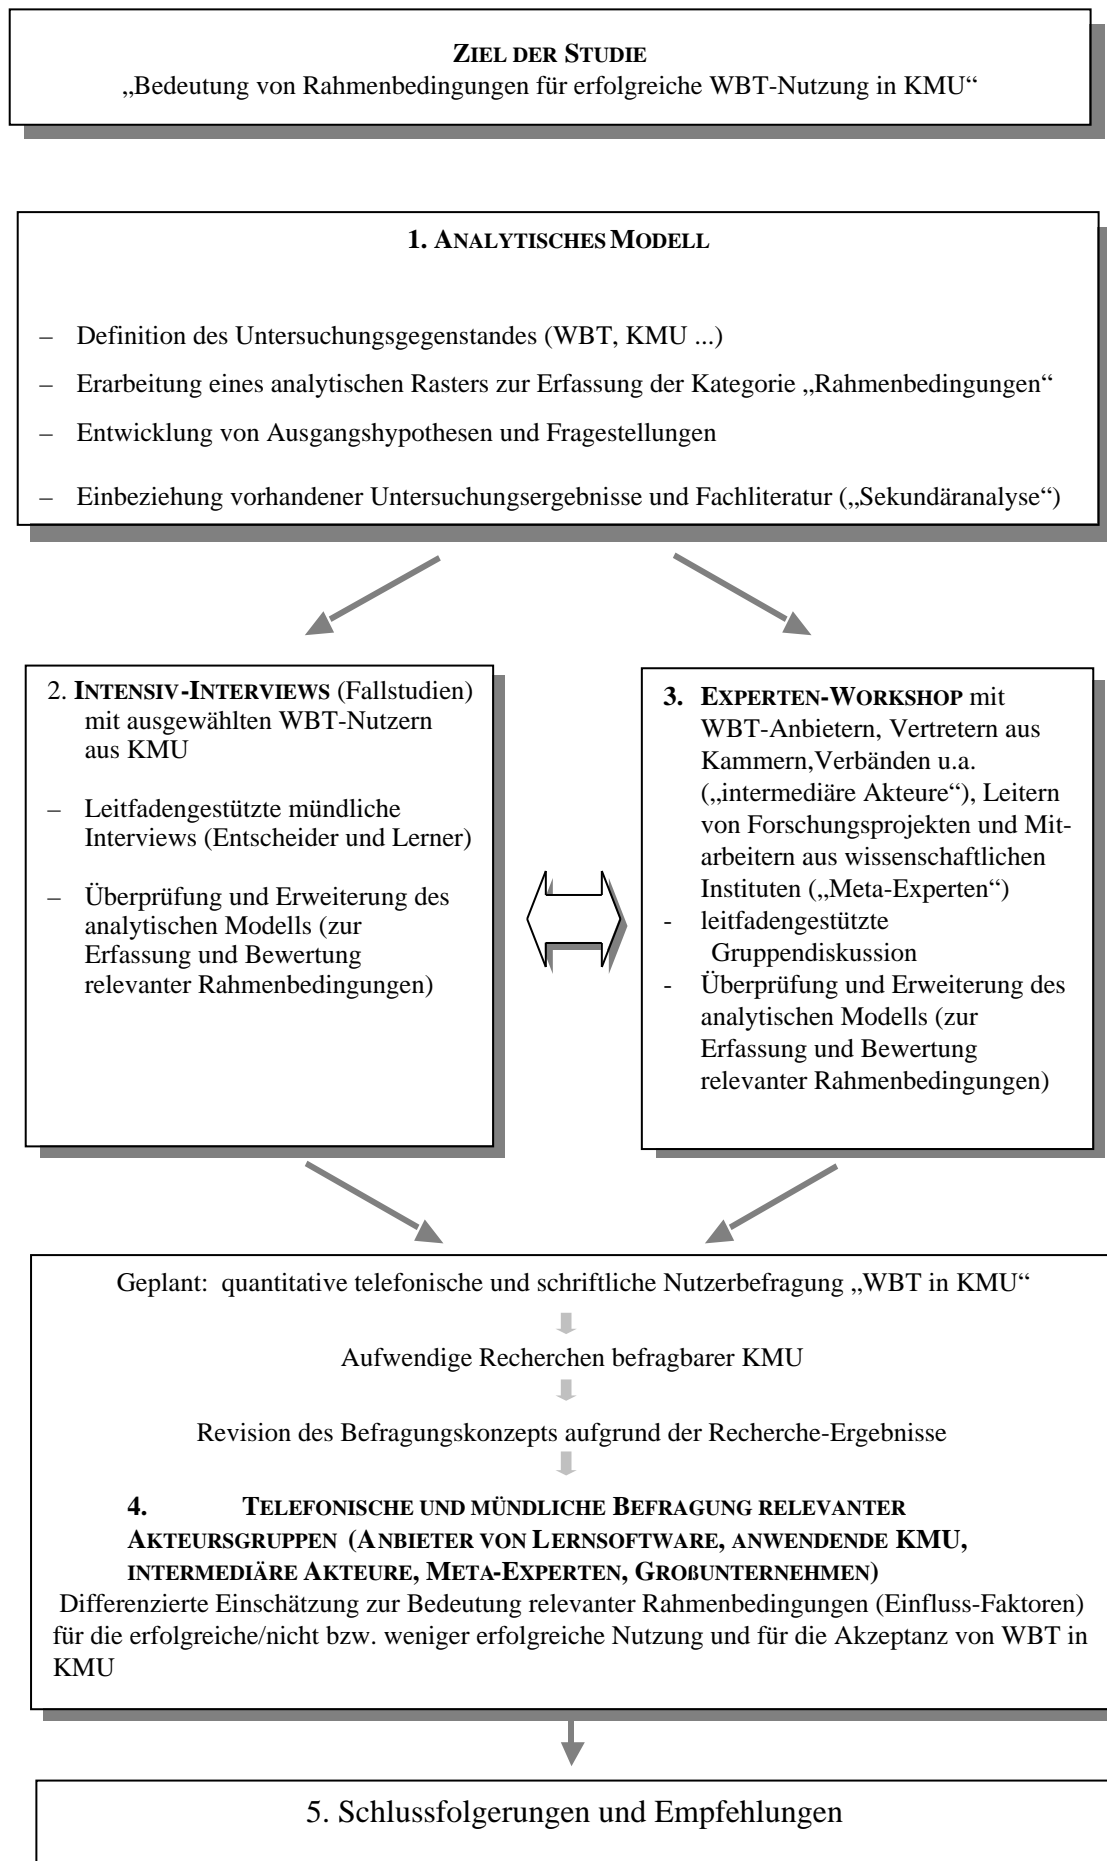 ZIEL DER STUDIE
„Bedeutung von Rahmenbedingungen für erfolgreiche WBT-Nutzung in KMU“
1. ANALYTISCHES MODELL
– Definition des Untersuchungsgegenstandes (WBT, KMU ...)
– Erarbeitung eines analytischen Rasters zur Erfassung der Kategorie „Rahmenbedingungen“
– Entwicklung von Ausgangshypothesen und Fragestellungen
– Einbeziehung vorhandener Untersuchungsergebnisse und Fachliteratur („Sekundäranalyse“)
2. INTENSIV-INTERVIEWS (Fallstudien)
mit ausgewählten WBT-Nutzern
aus KMU
– Leitfadengestützte mündliche
Interviews (Entscheider und Lerner)
– Überprüfung und Erweiterung des
analytischen Modells (zur
Erfassung und Bewertung
relevanter Rahmenbedingungen)
3. EXPERTEN-WORKSHOP mit
WBT-Anbietern, Vertretern aus
Kammern,Verbänden u.a.
(„intermediäre Akteure“), Leitern
von Forschungsprojekten und Mit-
arbeitern aus wissenschaftlichen
Instituten („Meta-Experten“)
- leitfadengestützte
Gruppendiskussion
- Überprüfung und Erweiterung des
analytischen Modells (zur
Erfassung und Bewertung
relevanter Rahmenbedingungen)
Geplant: quantitative telefonische und schriftliche Nutzerbefragung „WBT in KMU“
Aufwendige Recherchen befragbarer KMU
Revision des Befragungskonzepts aufgrund der Recherche-Ergebnisse
4. TELEFONISCHE UND MÜNDLICHE BEFRAGUNG RELEVANTER
AKTEURSGRUPPEN (ANBIETER VON LERNSOFTWARE, ANWENDENDE KMU,
INTERMEDIÄRE AKTEURE, META-EXPERTEN, GROßUNTERNEHMEN)
Differenzierte Einschätzung zur Bedeutung relevanter Rahmenbedingungen (Einfluss-Faktoren)
für die erfolgreiche/nicht bzw. weniger erfolgreiche Nutzung und für die Akzeptanz von WBT in
KMU
5. Schlussfolgerungen und Empfehlungen